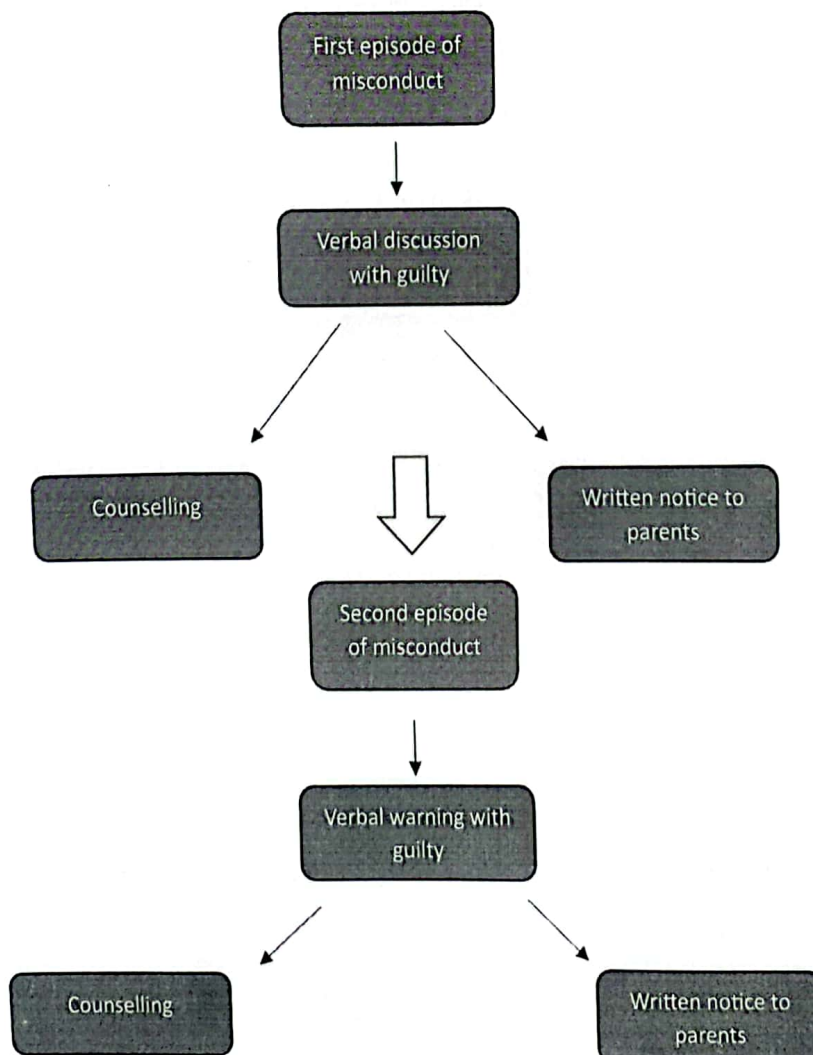 First episode of
misconduct
Verbal discussion
with guilty
Counselling
Written notice to
parents
Second episode
of misconduct
Verbal warning with
guilty
Counselling
Written notice to
parents